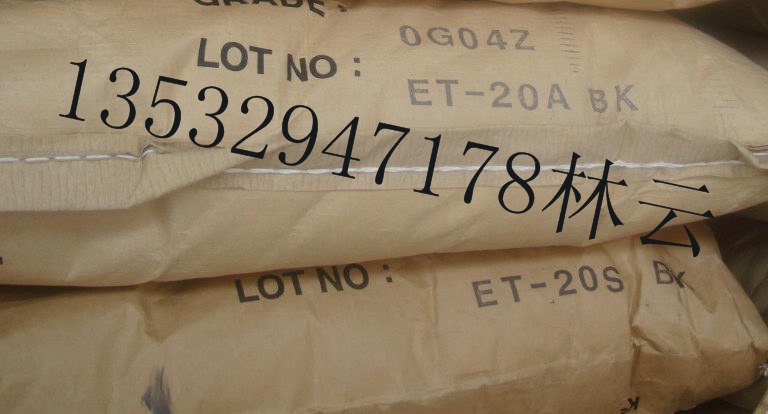 GRADE:
0G04Z
LOT NO:
ET-20A BK
13532947178林云
LOT NO:
ET-20S BK